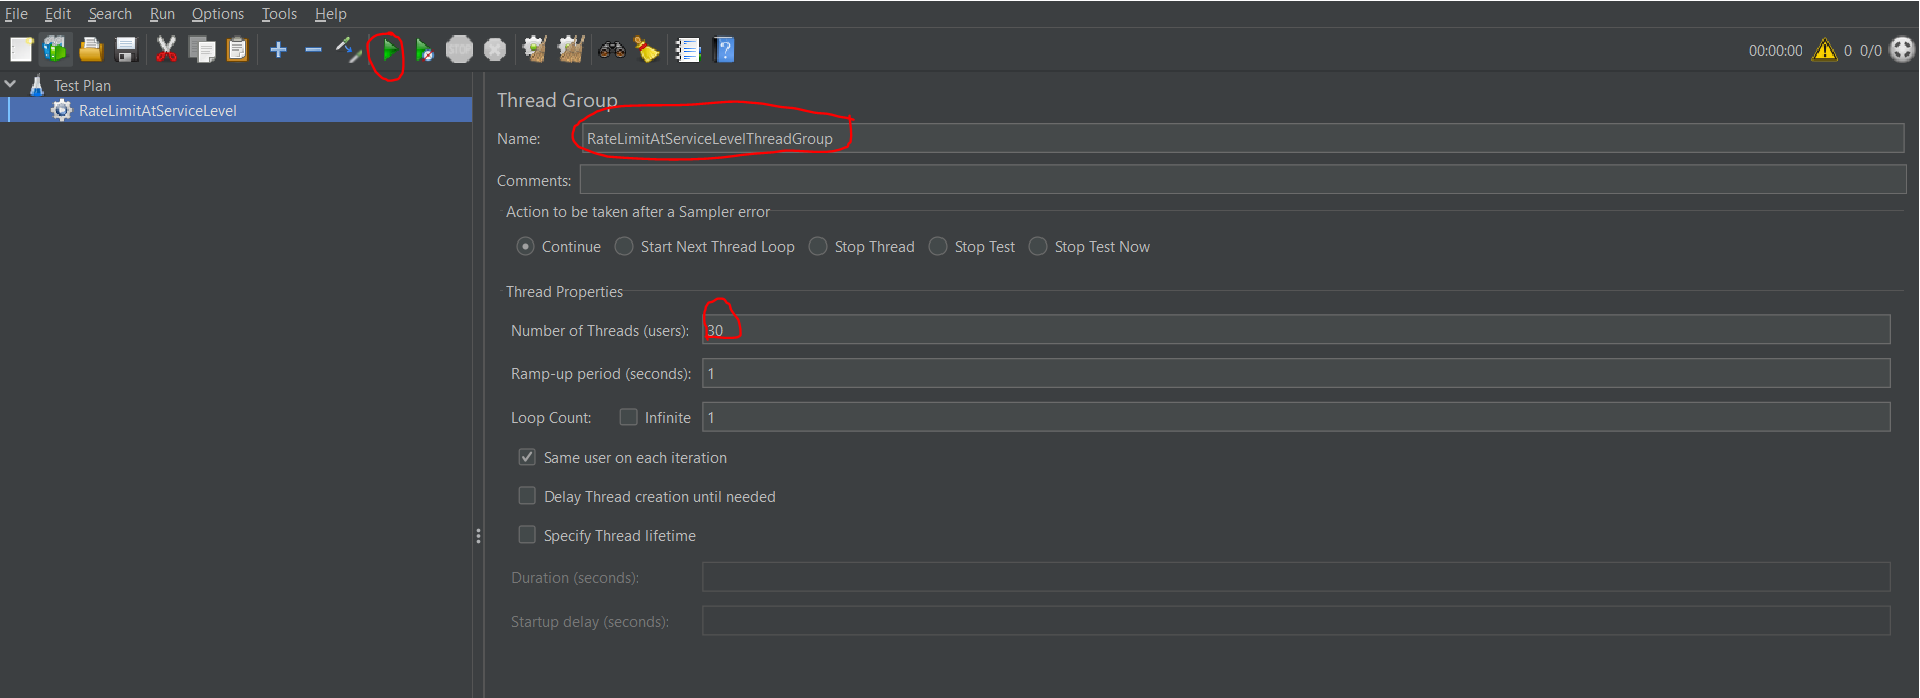 File Edit Search Run Options Tools Help
STOP
00:00:00 0 0/0
Test Plan
RateLimitAtServiceLevel
Thread Group
Name: RateLimitAtServiceLevelThreadGroup
Comments:
Action to be taken after a Sampler error
Continue Start Next Thread Loop Stop Thread Stop Test Stop Test Now
Thread Properties
Number of Threads (users): 30
Ramp-up period (seconds): 1
Loop Count: Infinite 1
Same user on each iteration
Delay Thread creation until needed
Specify Thread lifetime
Duration (seconds):
Startup delay (seconds):